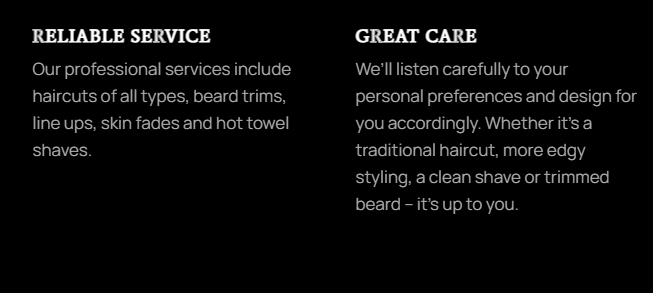 RELIABLE SERVICE
Our professional services include
haircuts of all types, beard trims,
line ups, skin fades and hot towel
shaves.
GREAT CARE
We’ll listen carefully to your
personal preferences and design for
you accordingly. Whether it’s a
traditional haircut, more edgy
styling, a clean shave or trimmed
beard – it’s up to you.